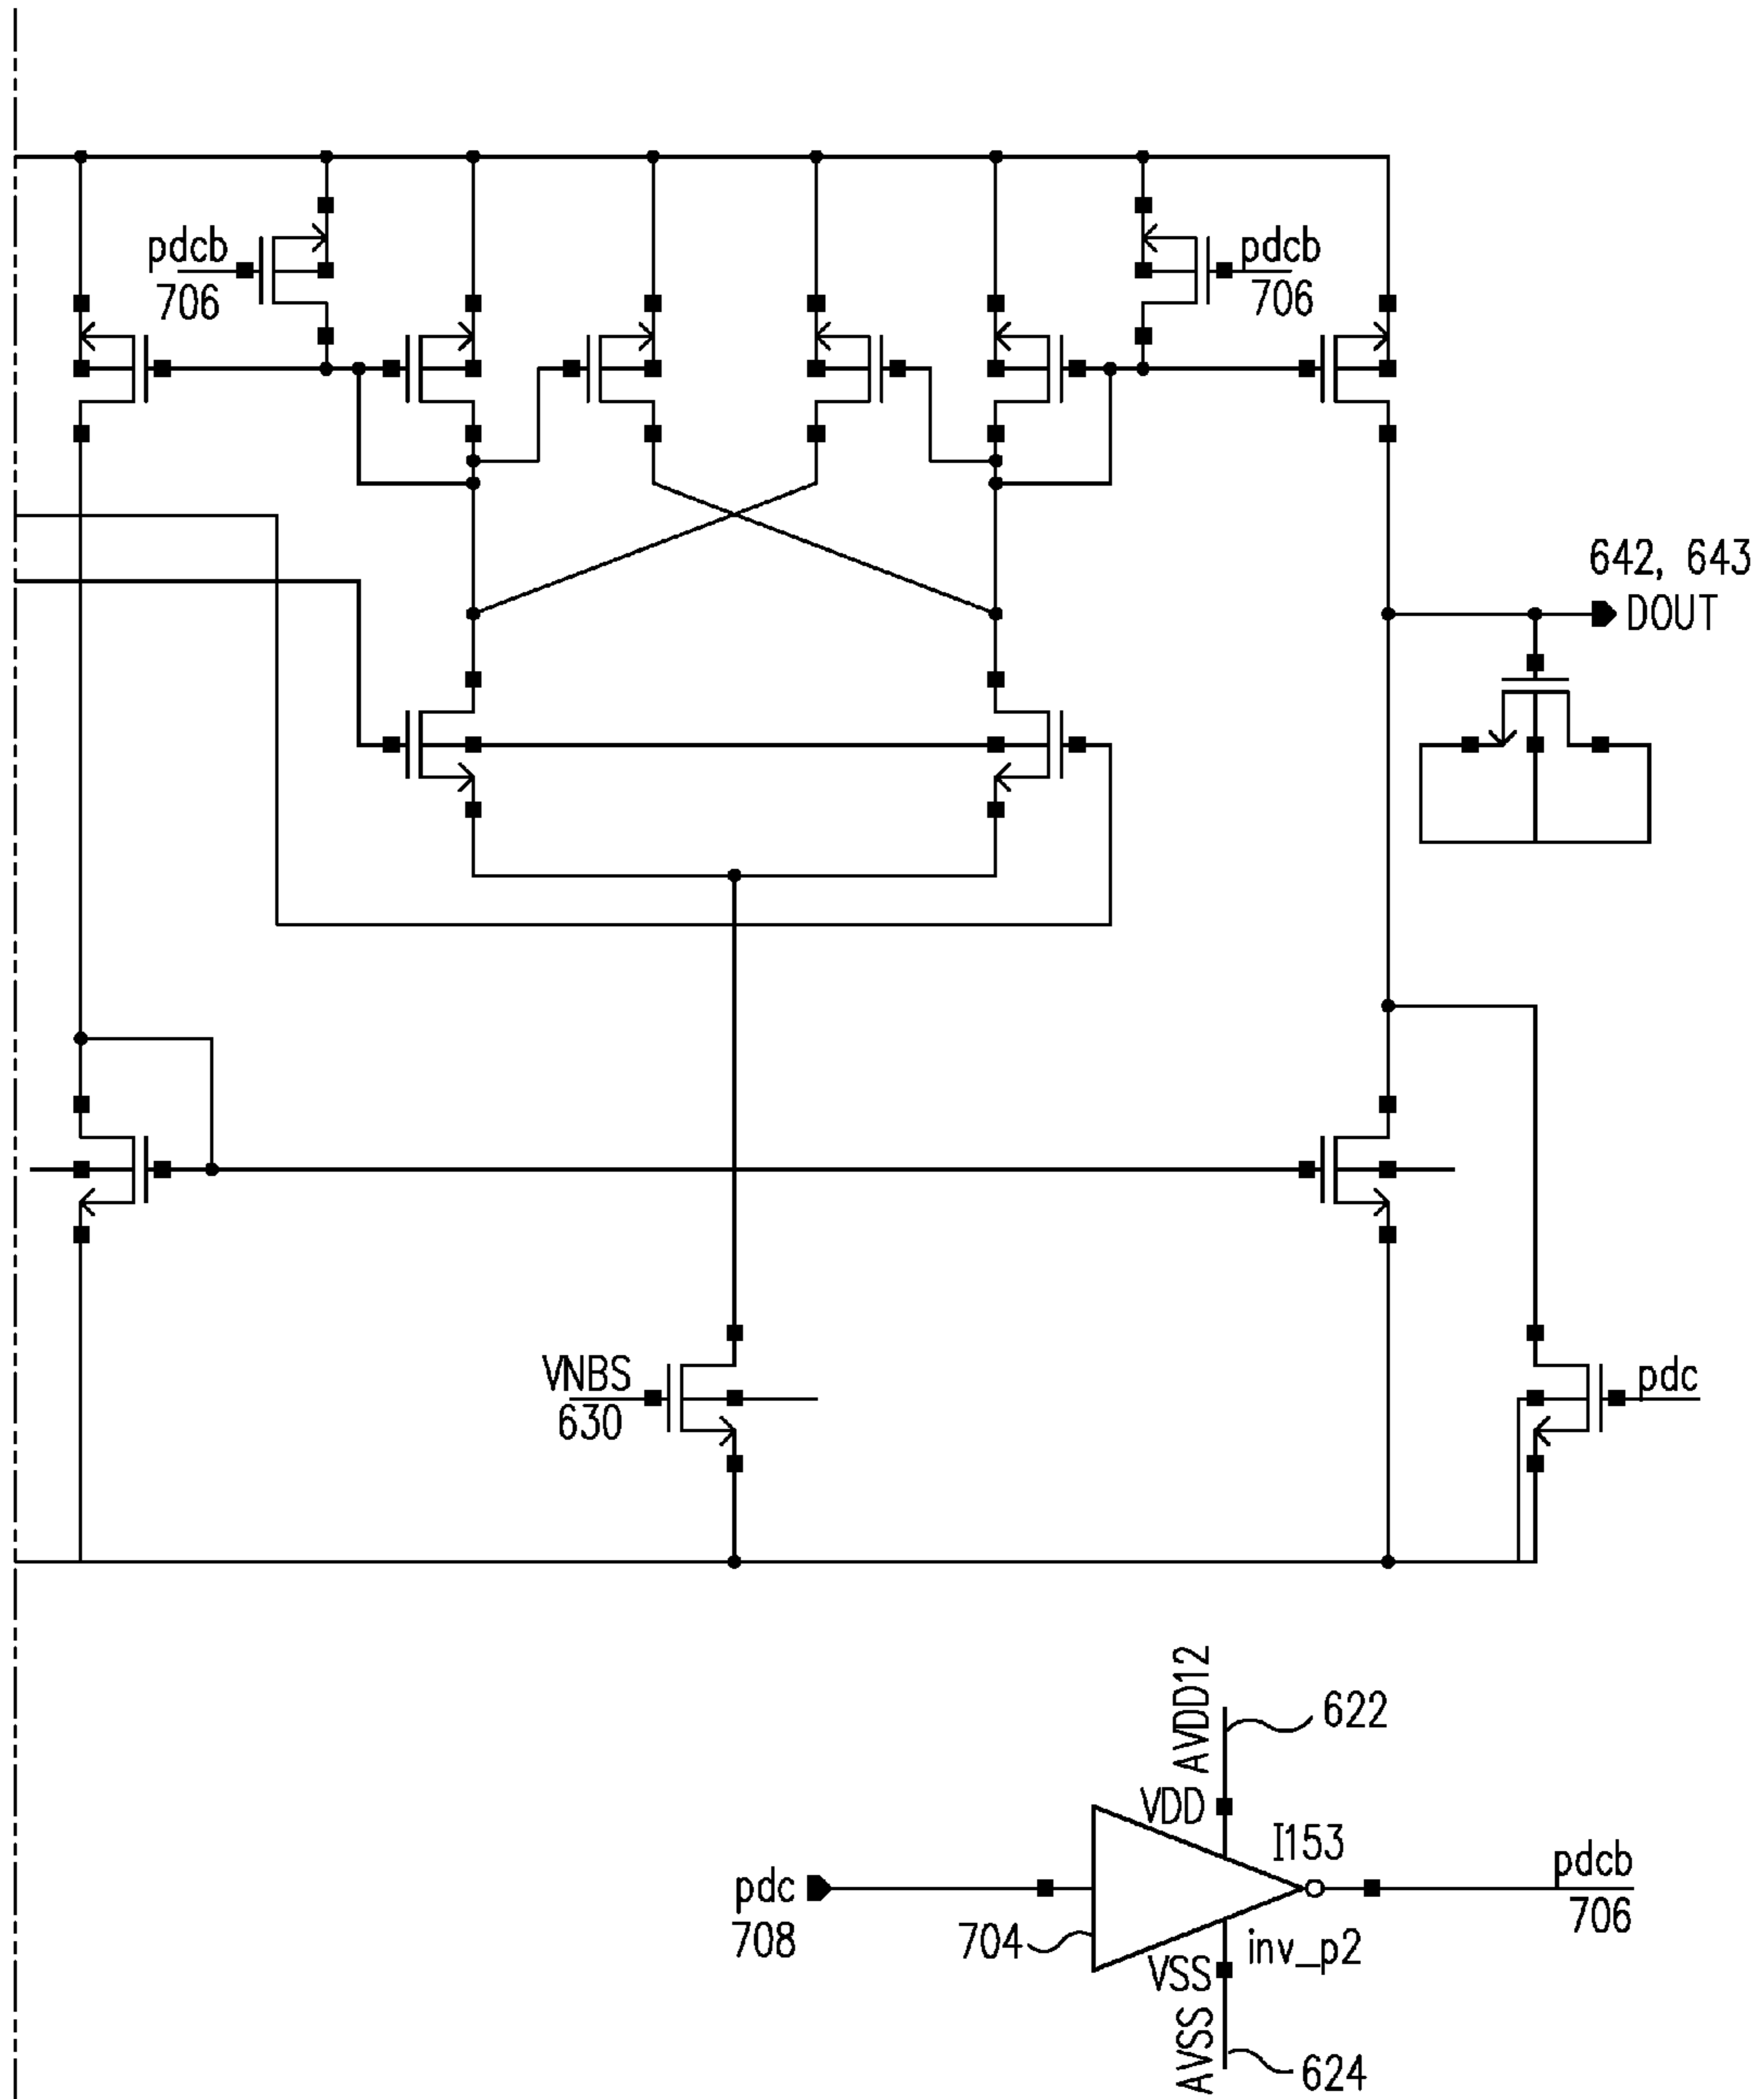 pdcb
706
pdcb
706
642, 643
DOUT
VNBS
630
pdc
AVDD12
622
VDD
I153
pdc
708
704
pdcb
706
inv_p2
VSS
AVSS
624